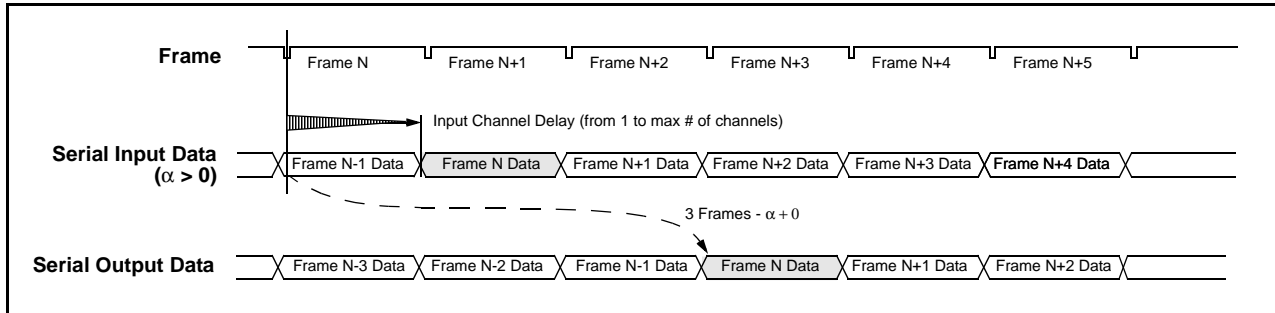 Frame
Frame N
Frame N+1
Frame N+2
Frame N+3
Frame N+4
Frame N+5
Input Channel Delay (from 1 to max # of channels)
Serial Input Data
(α > 0)
Frame N-1 Data
Frame N Data
Frame N+1 Data
Frame N+2 Data
Frame N+3 Data
Frame N+4 Data
3 Frames - α + 0
Serial Output Data
Frame N-3 Data
Frame N-2 Data
Frame N-1 Data
Frame N Data
Frame N+1 Data
Frame N+2 Data